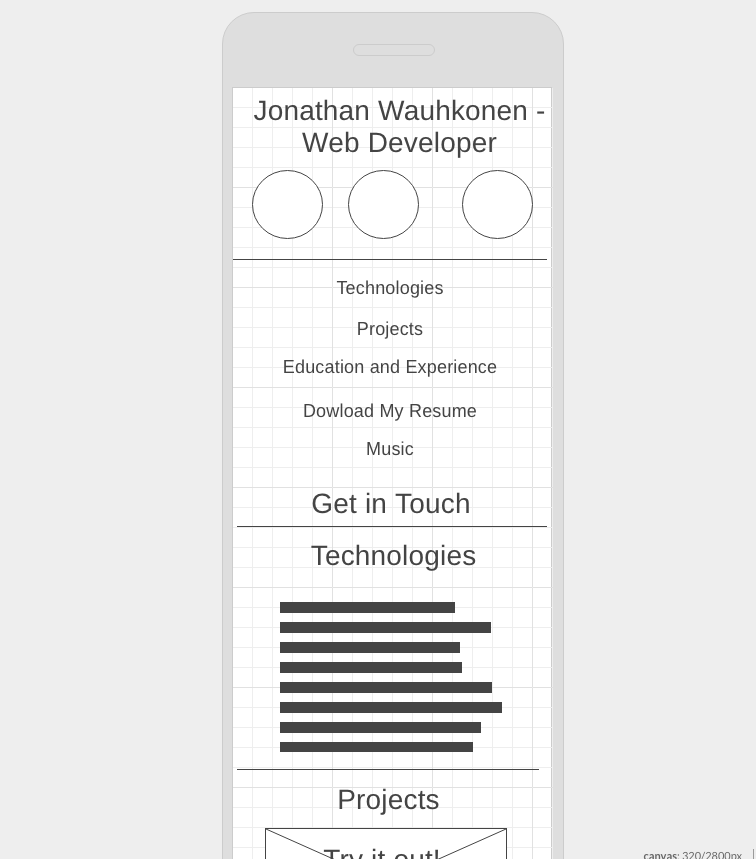 Jonathan Wauhkonen -
Web Developer
Technologies
Projects
Education and Experience
Dowload My Resume
Music
Get in Touch
Technologies
Projects
Try it out!
canvas: 320/2800px